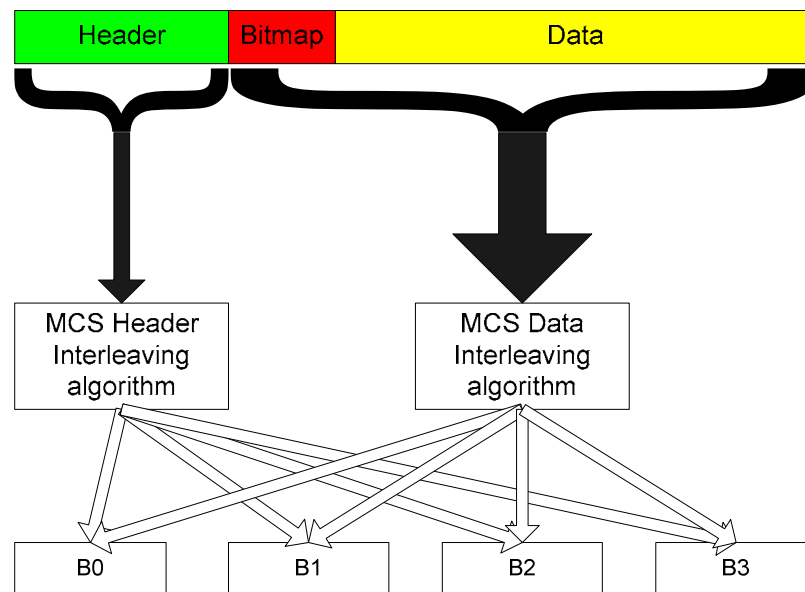 Header Bitmap Data
MCS Header
Interleaving
algorithm
MCS Data
Interleaving
algorithm
B0 B1 B2 B3